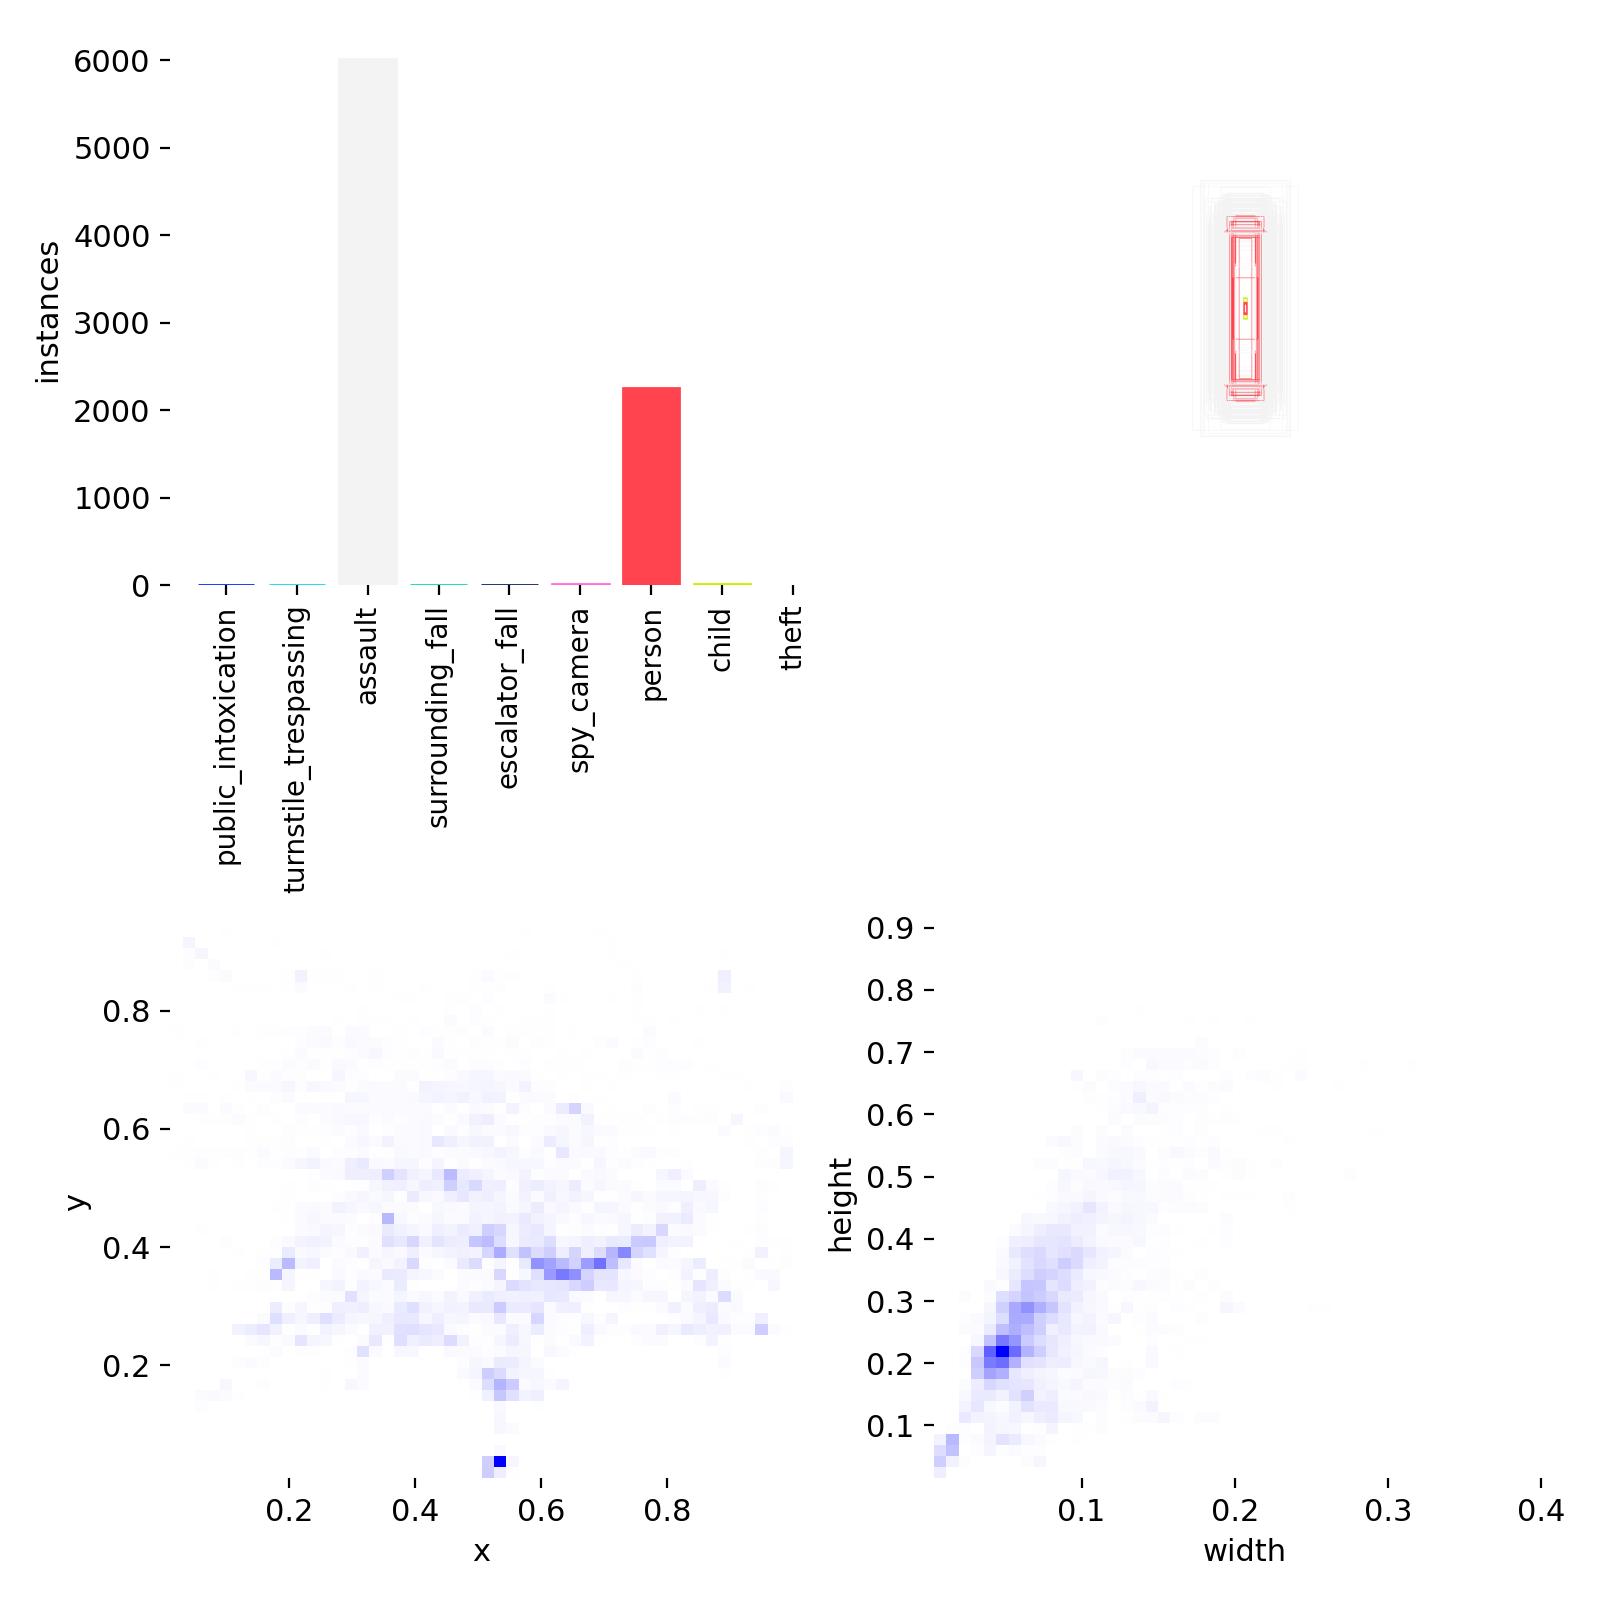 6000
5000
4000
3000
2000
1000
0
instances
public_intoxication
turnstile_trespassing
assault
surrounding_fall
escalator_fall
spy_camera
person
child
theft
0.8
0.6
0.4
0.2
y
0.2 0.4 0.6 0.8
x
0.9
0.8
0.7
0.6
0.5
0.4
0.3
0.2
0.1
height
0.1 0.2 0.3 0.4
width